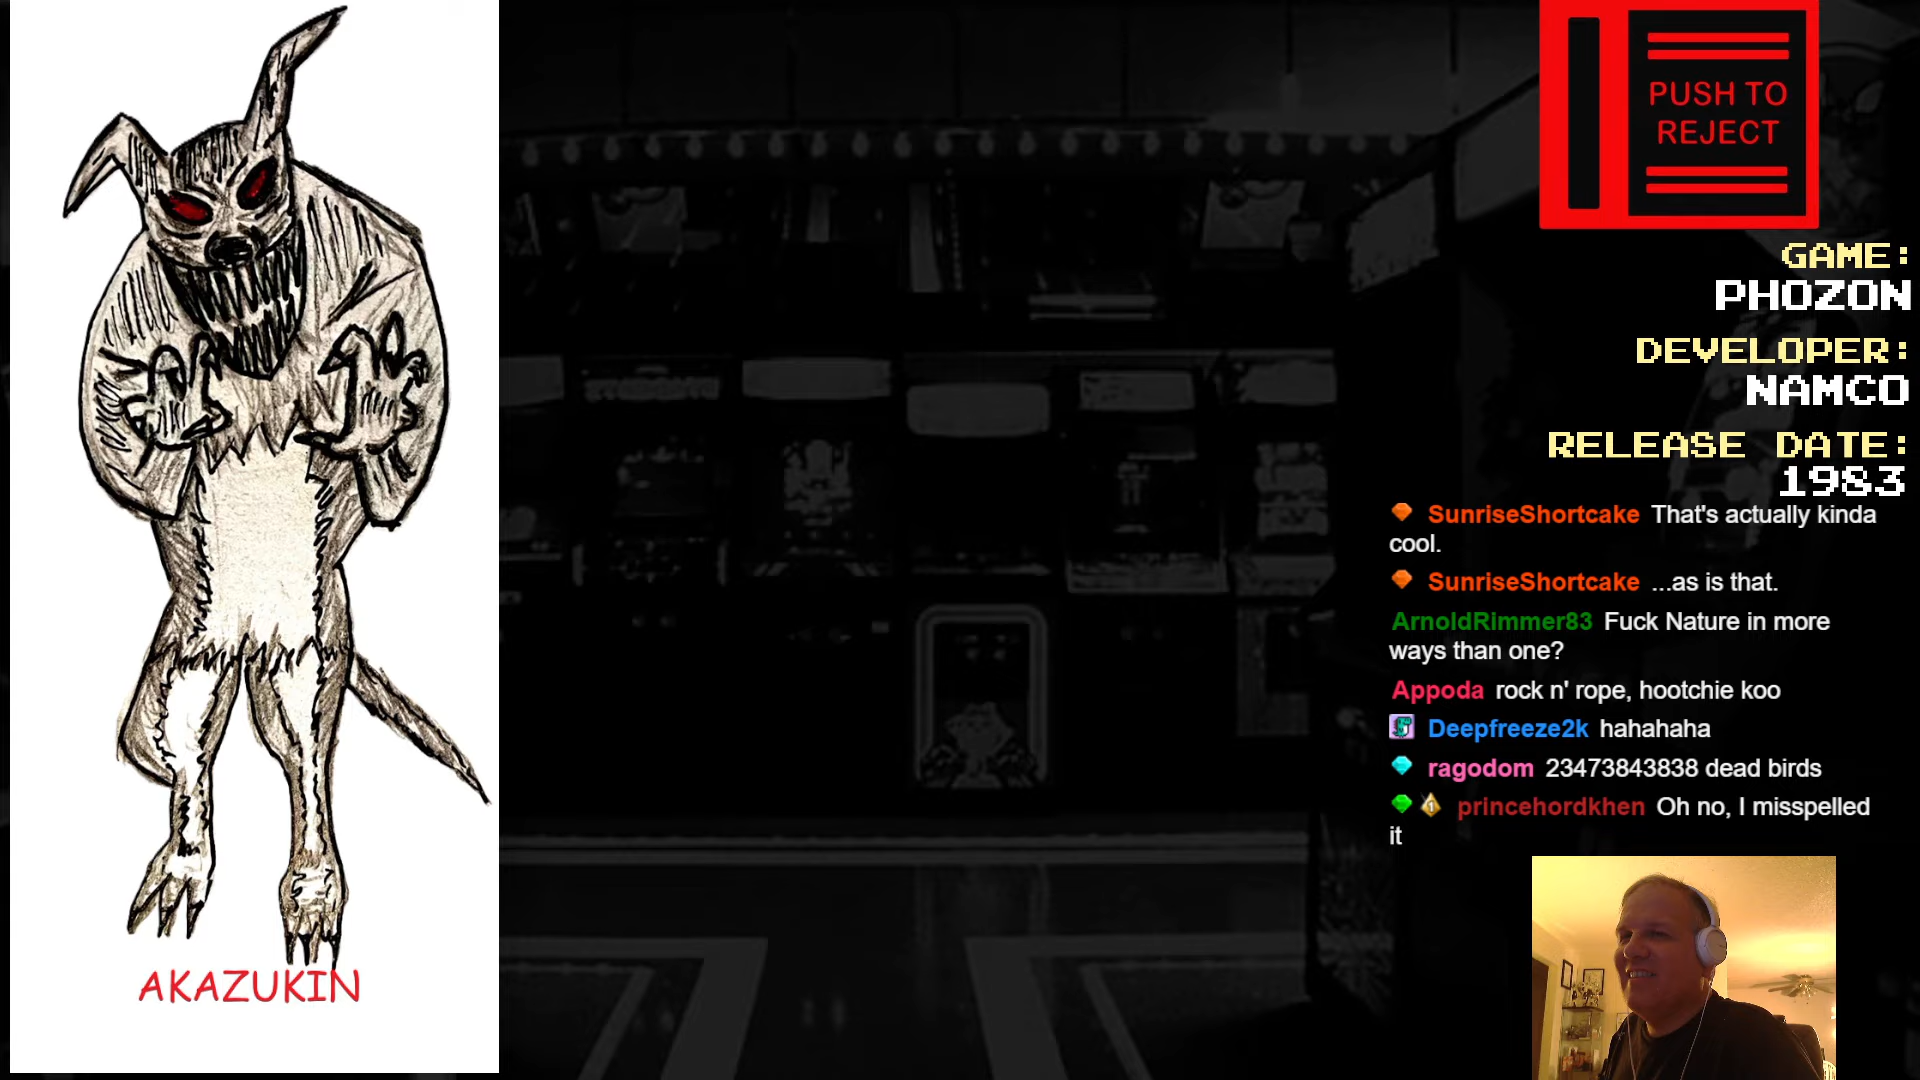 AKAZUKIN
PUSH TO
REJECT
GAME:
PHOZON
DEVELOPER:
NAMCO
RELEASE DATE:
1983
SunriseShortcake That's actually kinda
cool.
SunriseShortcake ...as is that.
ArnoldRimmer83 Fuck Nature in more
ways than one?
Appoda rock n' rope, hootchie koo
Deepfreeze2k hahahaha
ragodom 23473843838 dead birds
princehordkhen Oh no, I misspelled
it